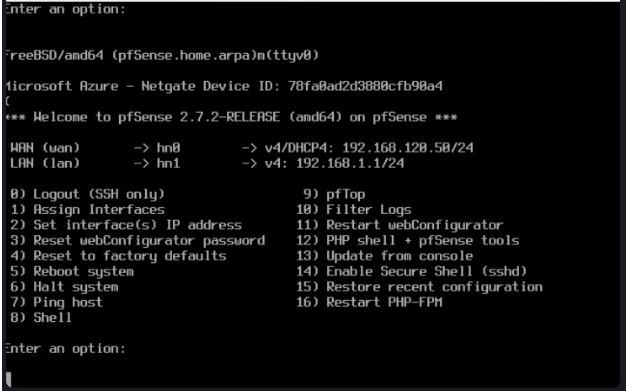 Enter an option:
FreeBSD/amd64 (pfSense.home.arpa)m(ttyv0)
Microsoft Azure - Netgate Device ID: 78fa0ad2d3880cfb90a4
(
*** Welcome to pfSense 2.7.2-RELEASE (amd64) on pfSense ***
WAN (wan)       -> hn0        -> v4/DHCP4: 192.168.120.50/24
LAN (lan)       -> hn1        -> v4: 192.168.1.1/24
0) Logout (SSH only)                  9) pfTop
1) Assign Interfaces                 10) Filter Logs
2) Set interface(s) IP address       11) Restart webConfigurator
3) Reset webConfigurator password    12) PHP shell + pfSense tools
4) Reset to factory defaults         13) Update from console
5) Reboot system                     14) Enable Secure Shell (sshd)
6) Halt system                       15) Restore recent configuration
7) Ping host                         16) Restart PHP-FPM
8) Shell
Enter an option: